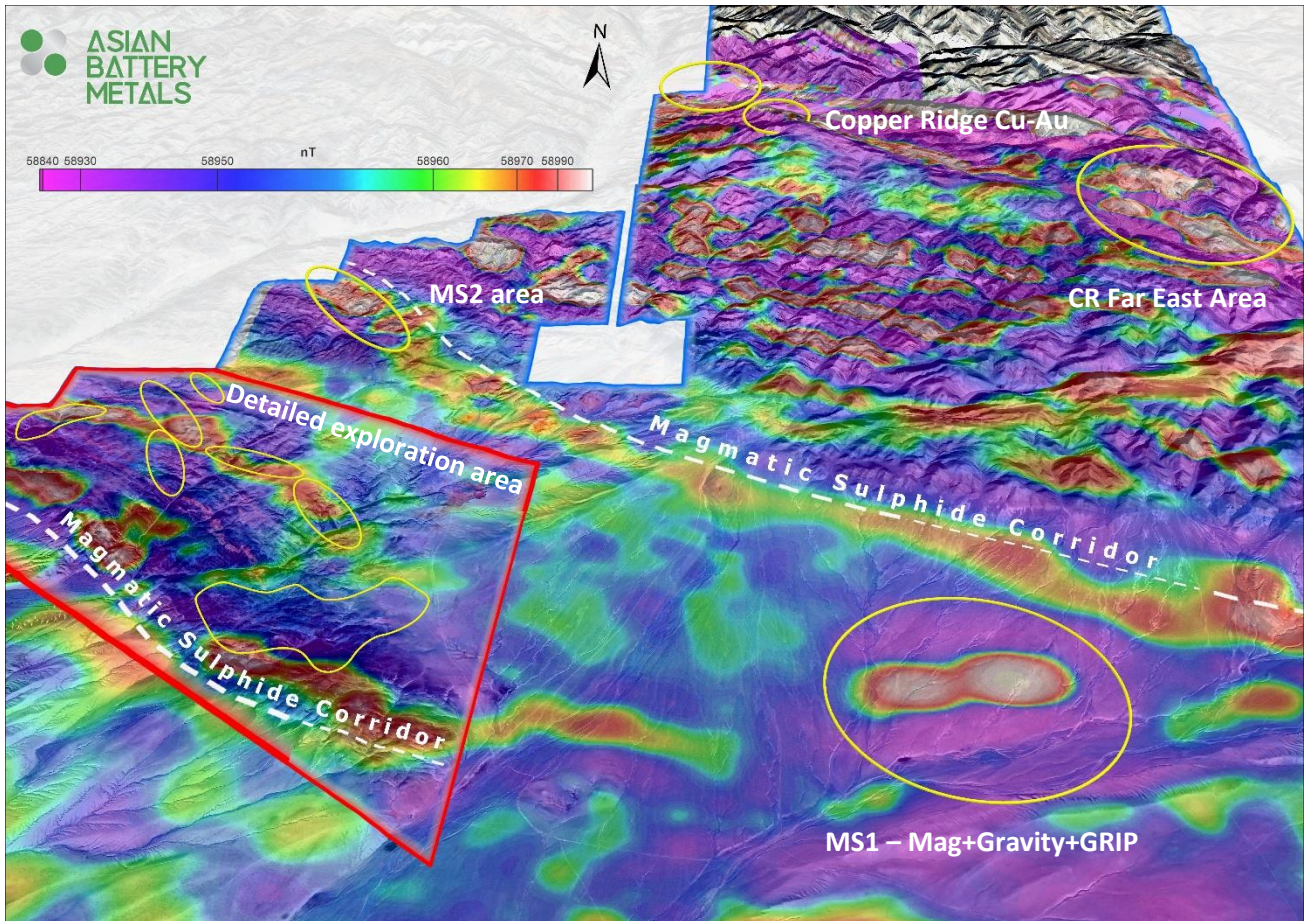 ASIAN
BATTERY
METALS
N
nT
58840 58930 58950 58960 58970 58990
Copper Ridge Cu-Au
CR Far East Area
MS2 area
Detailed exploration area
Magmatic Sulphide Corridor
Magmatic Sulphide Corridor
MS1 – Mag+Gravity+GRIP